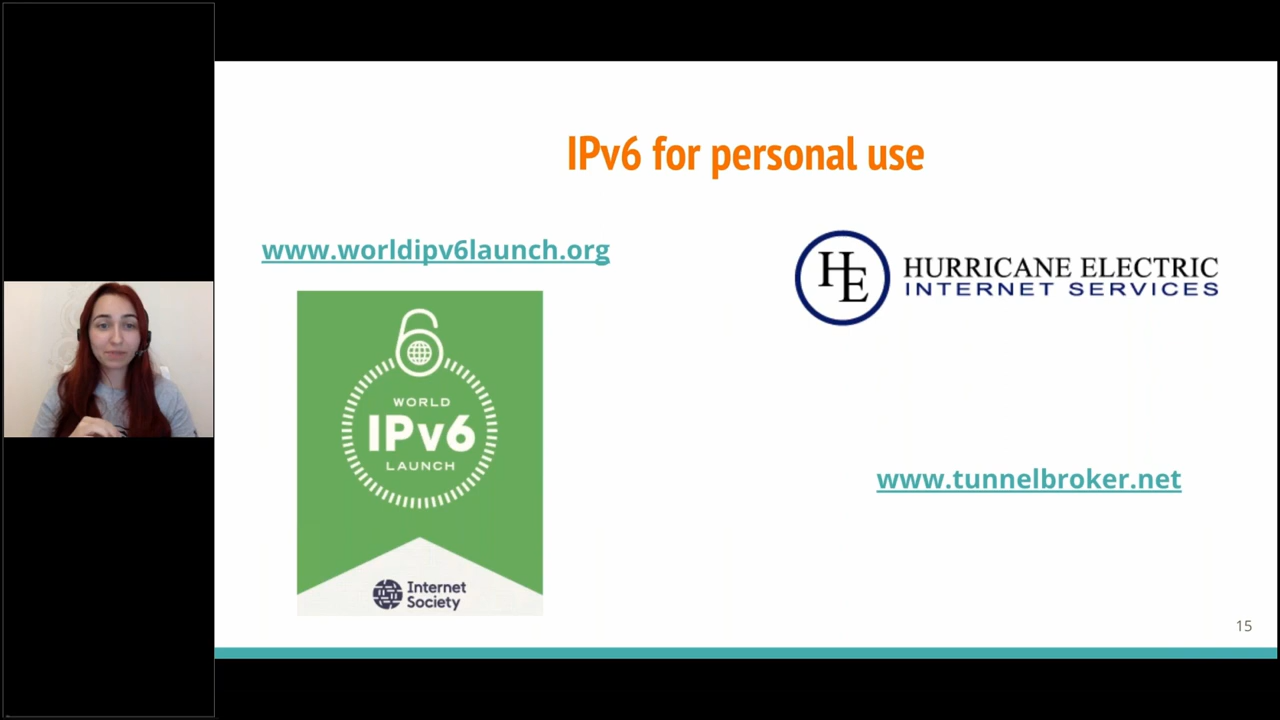 IPv6 for personal use
www.worldipv6launch.org
6
WORLD
IPv6
LAUNCH
Internet
Society
HE
HURRICANE ELECTRIC
INTERNET SERVICES
www.tunnelbroker.net
15